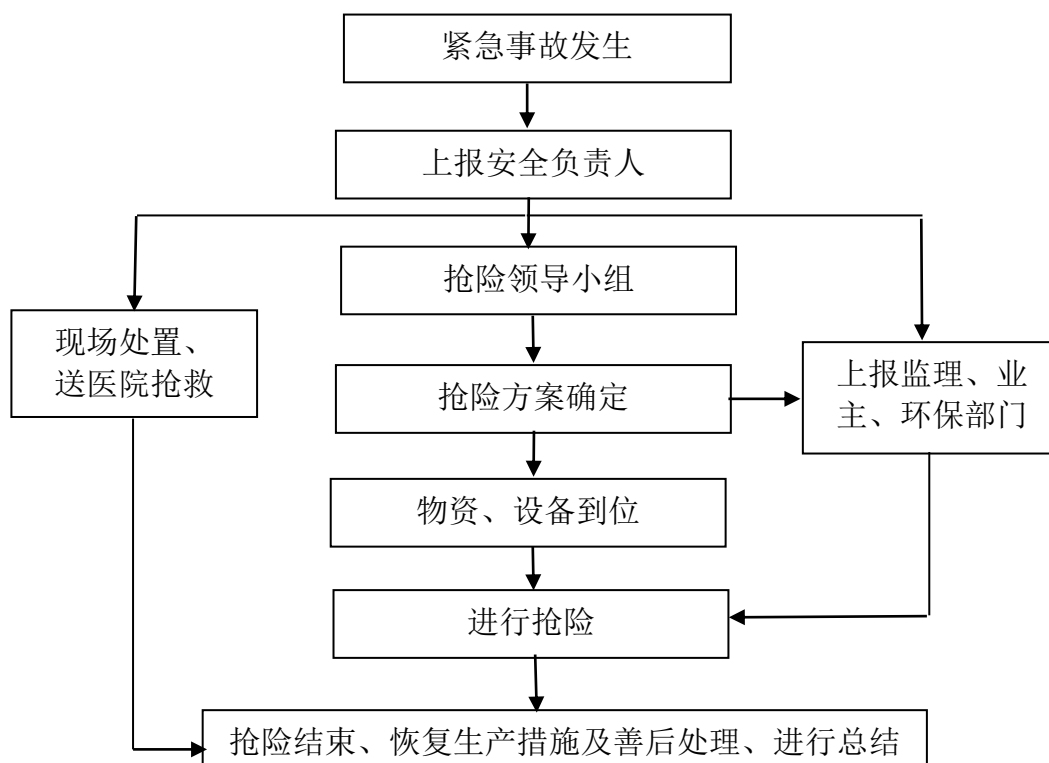 紧急事故发生
上报安全负责人
抢险领导小组
现场处置、
送医院抢救
抢险方案确定
上报监理、业
主、环保部门
物资、设备到位
进行抢险
抢险结束、恢复生产措施及善后处理、进行总结